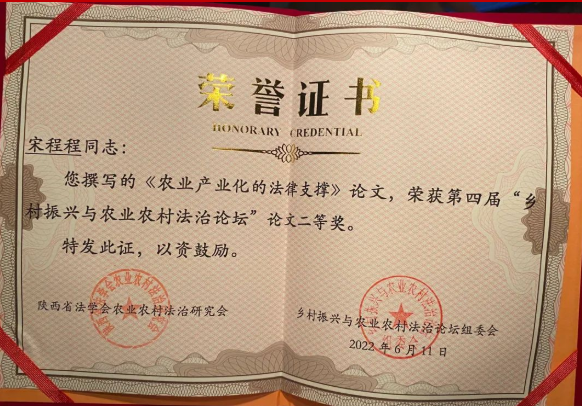 荣誉证书
HONORARY CREDENTIAL
宋程程同志：
您撰写的《农业产业化的法律支撑》论文，荣获第四届“乡
村振兴与农业农村法治论坛”论文二等奖。
特发此证，以资鼓励。
陕西省法学会农业农村法治研究会
乡村振兴与农业农村法治论坛组委会
2022年6月11日